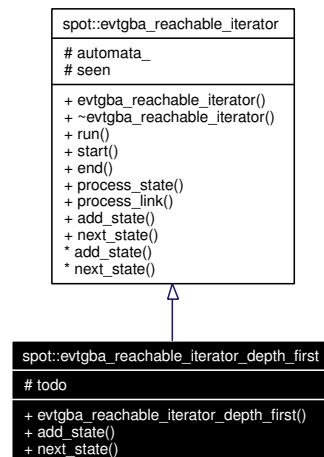 spot::evtgba_reachable_iterator
# automata_
# seen
+ evtgba_reachable_iterator()
+ ~evtgba_reachable_iterator()
+ run()
+ start()
+ end()
+ process_state()
+ process_link()
+ add_state()
+ next_state()
* add_state()
* next_state()
spot::evtgba_reachable_iterator_depth_first
# todo
+ evtgba_reachable_iterator_depth_first()
+ add_state()
+ next_state()